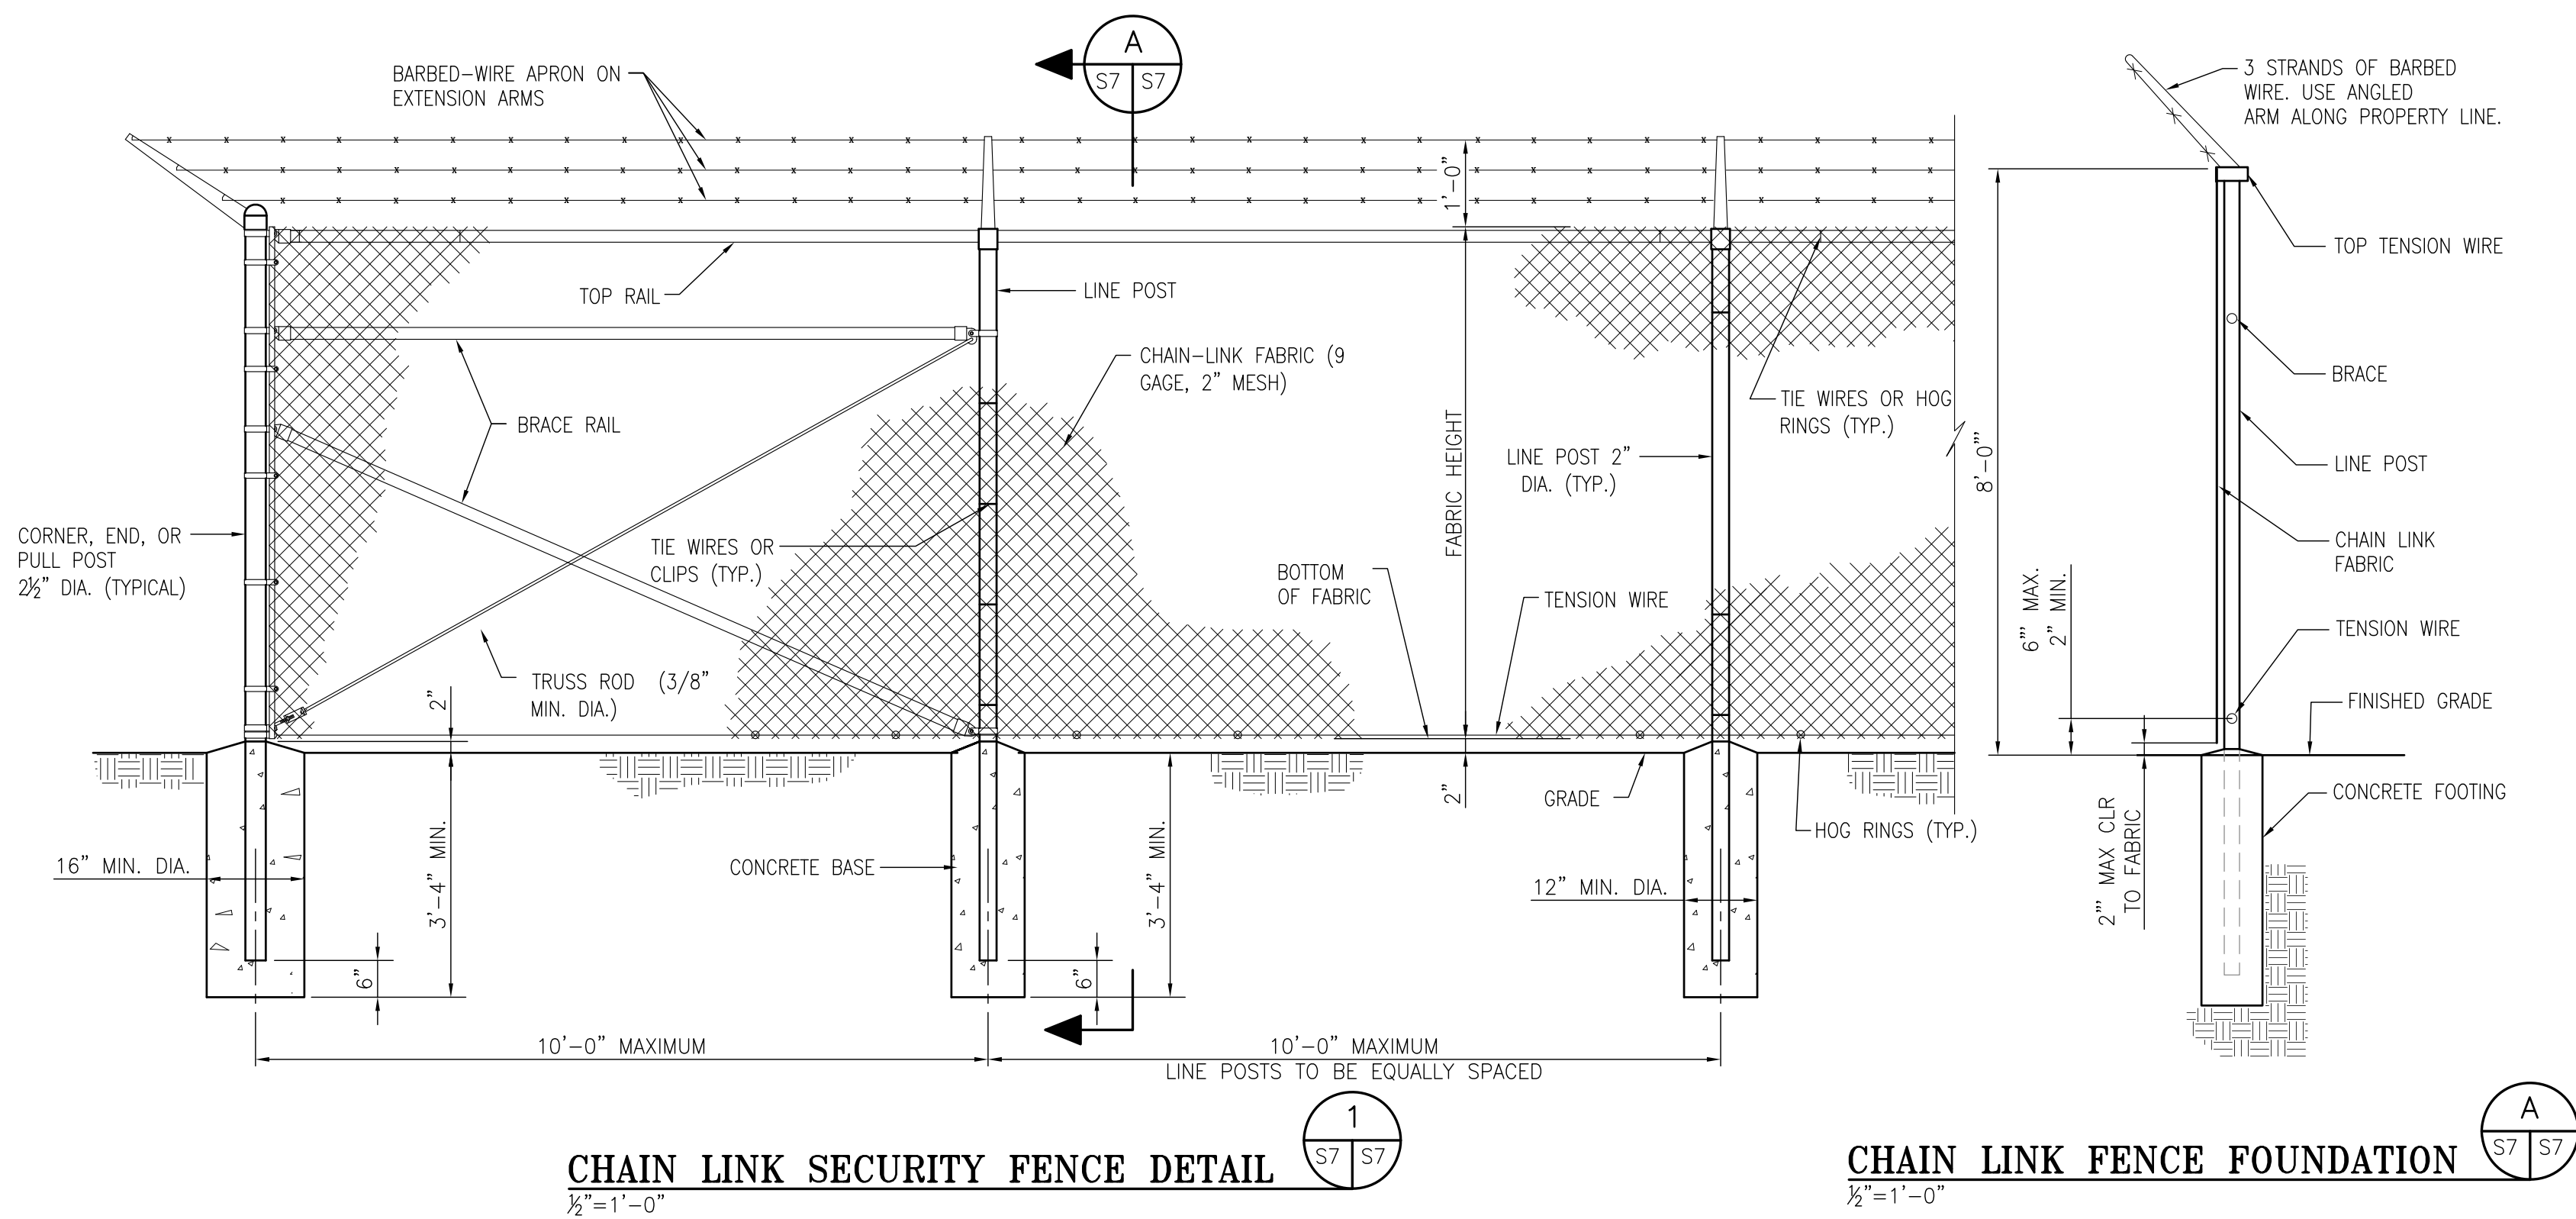 A
S7 S7
BARBED-WIRE APRON ON
EXTENSION ARMS
3 STRANDS OF BARBED
WIRE. USE ANGLED
ARM ALONG PROPERTY LINE.
1'-0"
TOP RAIL
LINE POST
TOP TENSION WIRE
CHAIN-LINK FABRIC (9
GAGE, 2" MESH)
TIE WIRES OR HOG
RINGS (TYP.)
BRACE
BRACE RAIL
FABRIC HEIGHT
LINE POST 2"
DIA. (TYP.)
8'-0'"
LINE POST
CORNER, END, OR
PULL POST
2½" DIA. (TYPICAL)
TIE WIRES OR
CLIPS (TYP.)
CHAIN LINK
FABRIC
BOTTOM
OF FABRIC
TENSION WIRE
6'" MAX.
2" MIN.
TENSION WIRE
TRUSS ROD (3/8"
MIN. DIA.)
2"
FINISHED GRADE
2"
GRADE
CONCRETE FOOTING
HOG RINGS (TYP.)
2'" MAX CLR
TO FABRIC
16" MIN. DIA.
3'-4" MIN.
CONCRETE BASE
3'-4" MIN.
12" MIN. DIA.
6"
6"
10'-0" MAXIMUM
10'-0" MAXIMUM
LINE POSTS TO BE EQUALLY SPACED
CHAIN LINK SECURITY FENCE DETAIL
½"=1'-0"
1
S7 S7
CHAIN LINK FENCE FOUNDATION
½"=1'-0"
A
S7 S7